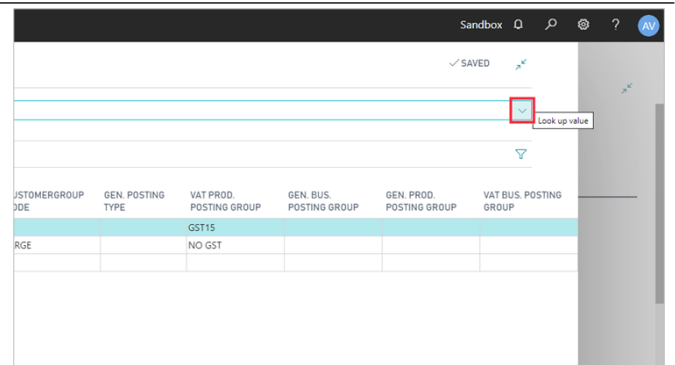 Sandbox ? AV
SAVED
Look up value
USTOMERGROUP GEN. POSTING VAT PROD. GEN. BUS. GEN. PROD. VAT BUS. POSTING
ODE TYPE POSTING GROUP POSTING GROUP POSTING GROUP GROUP
GST15
RGE NO GST